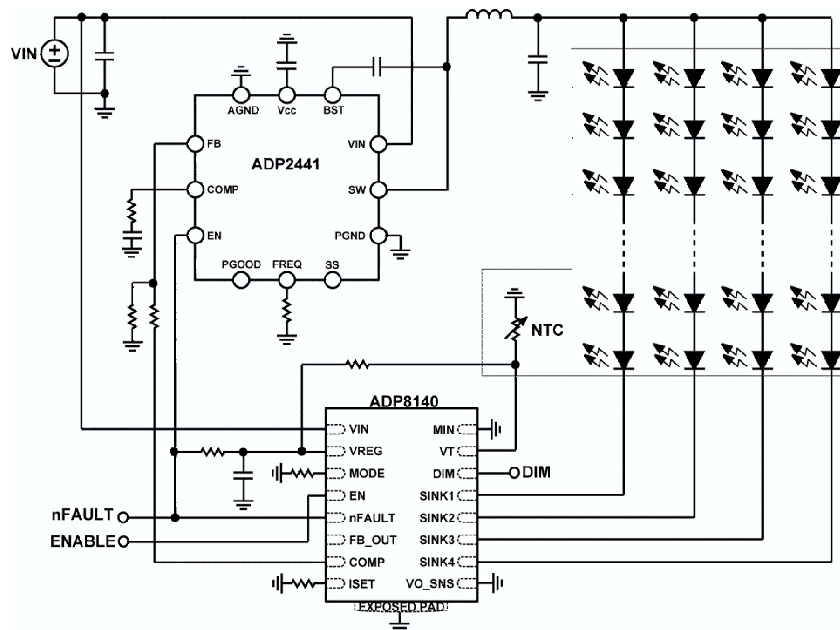 VIN
AGND
Vcc
BST
FB
VIN
ADP2441
COMP
SW
EN
PGND
PGOOD
FREQ
SS
NTC
ADP8140
VIN
MIN
VREG
VT
MODE
DIM
DIM
EN
SINK1
nFAULT
nFAULT
SINK2
ENABLE
FB_OUT
SINK3
COMP
SINK4
ISET
VO_SNS
EXPOSED PAD